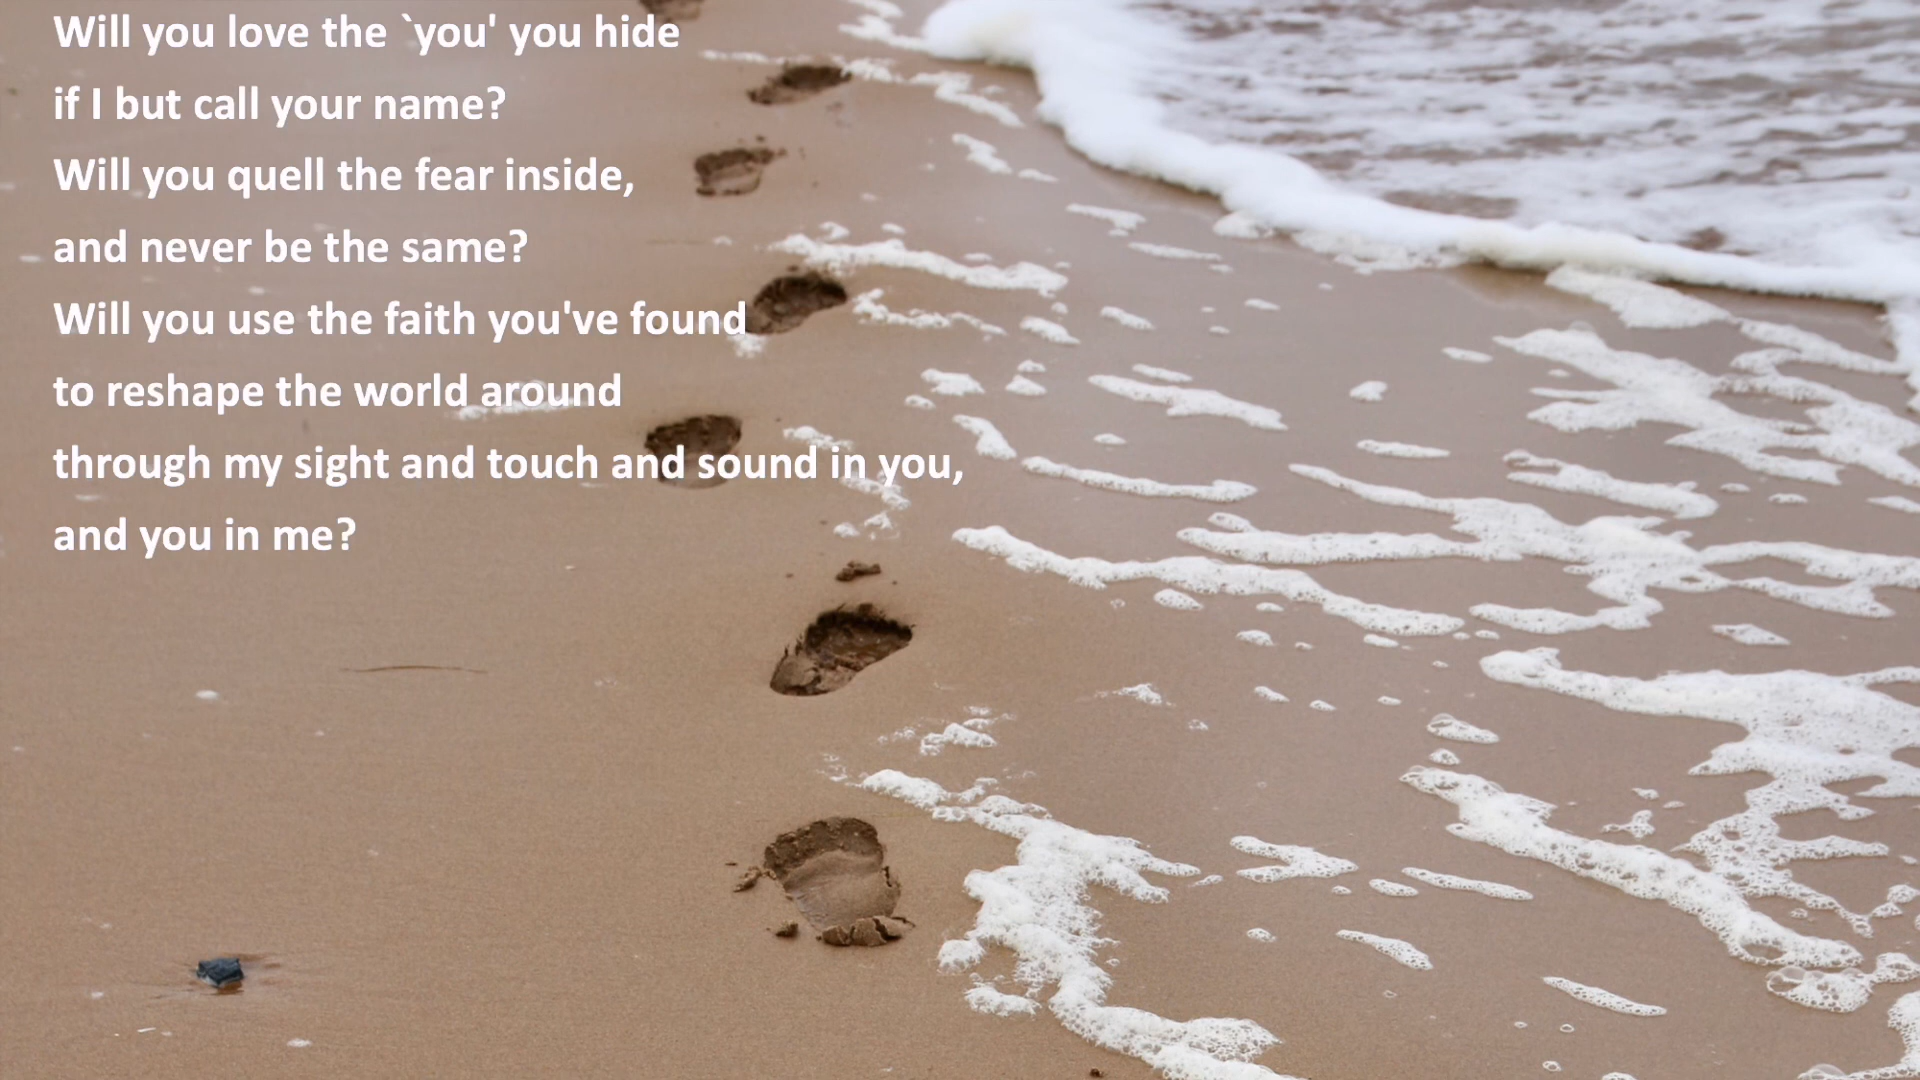 Will you love the `you' you hide
if I but call your name?
Will you quell the fear inside,
and never be the same?
Will you use the faith you've found
to reshape the world around
through my sight and touch and sound in you,
and you in me?